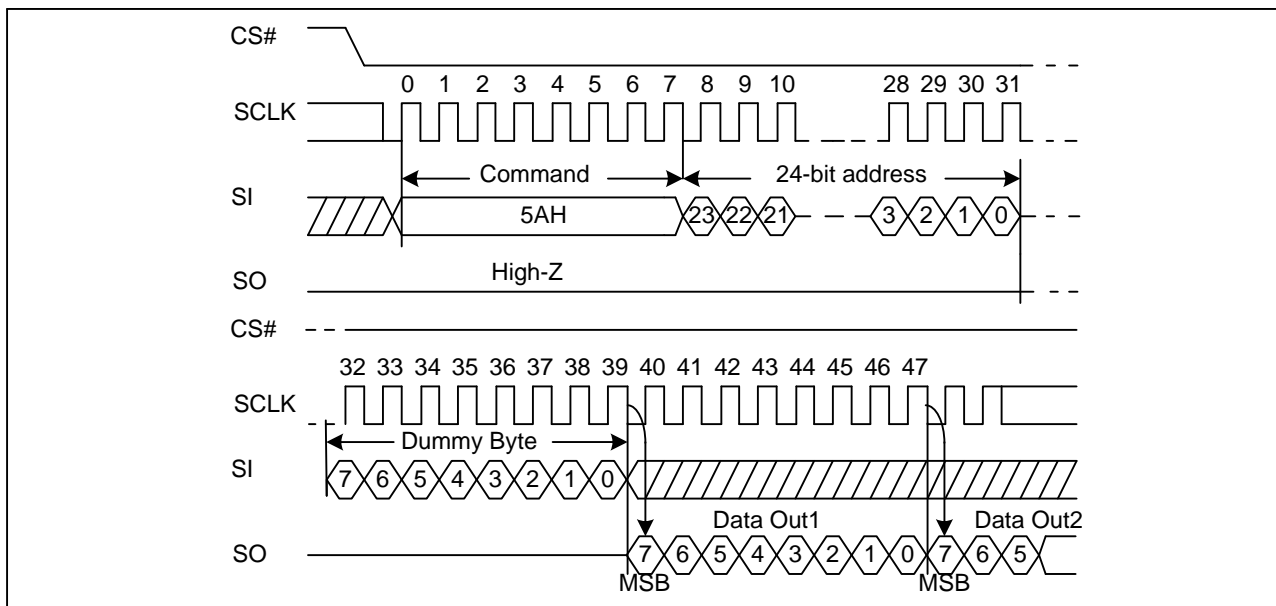 CS#
0 1 2 3 4 5 6 7 8 9 10 28 29 30 31
SCLK
Command 24-bit address
SI
5AH 23 22 21 3 2 1 0
High-Z
SO
CS#
32 33 34 35 36 37 38 39 40 41 42 43 44 45 46 47
SCLK
Dummy Byte
SI 7 6 5 4 3 2 1 0
Data Out1 Data Out2
SO 7 6 5 4 3 2 1 0 7 6 5
MSB MSB